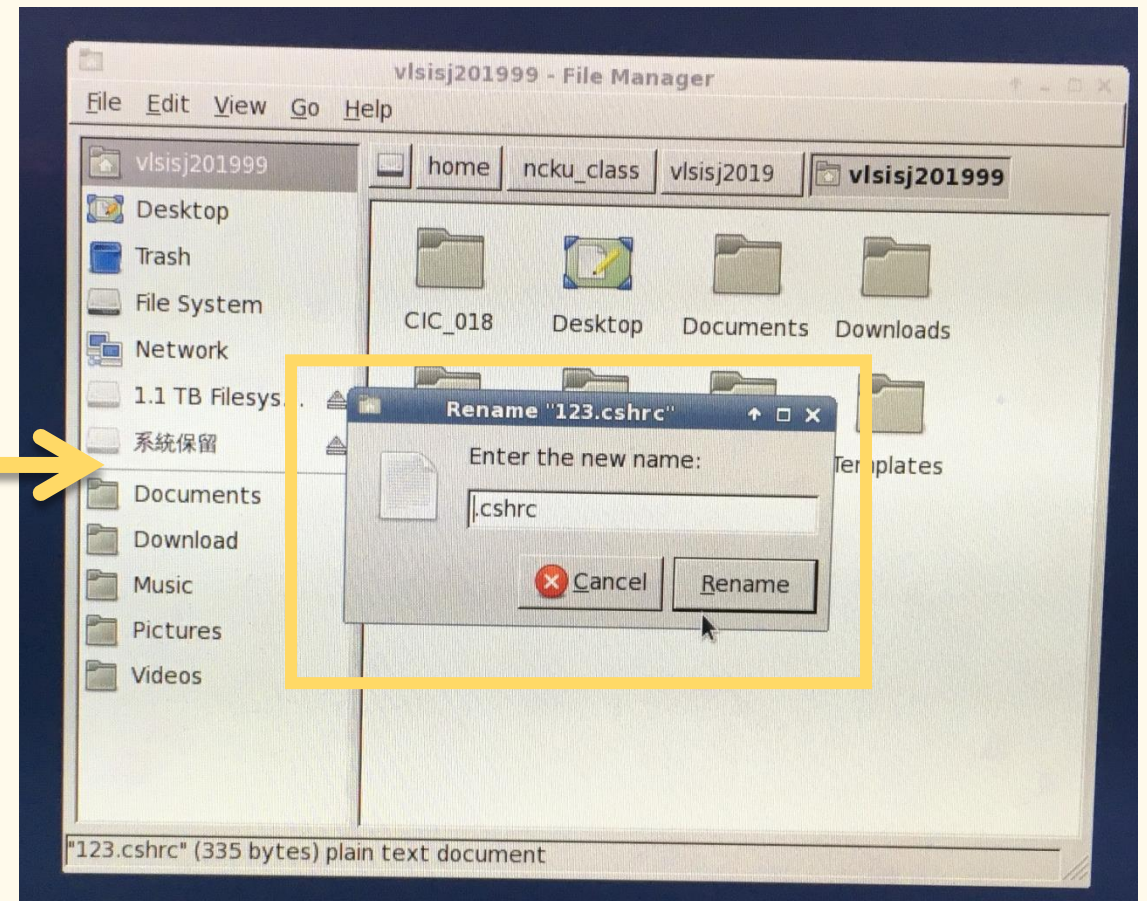 vlsisj201999 - File Manager
File Edit View Go Help
vlsisj201999
Desktop
Trash
File System
Network
1.1 TB Filesys...
系統保留
Documents
Download
Music
Pictures
Videos
home ncku_class vlsisj2019 vlsisj201999
CIC_018 Desktop Documents Downloads
Templates
Rename "123.cshrc"
Enter the new name:
.cshrc
Cancel Rename
"123.cshrc" (335 bytes) plain text document